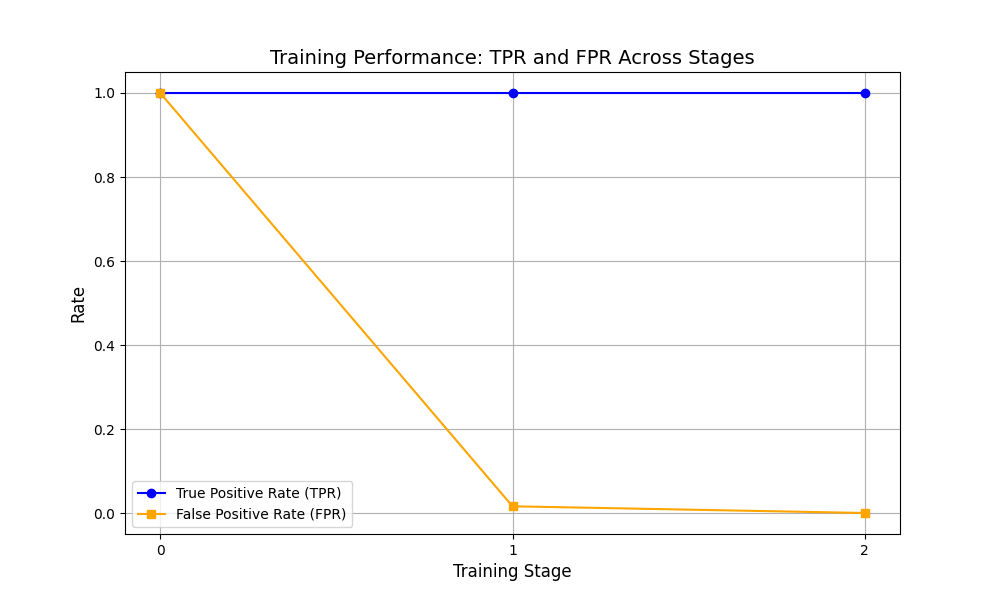 Training Performance: TPR and FPR Across Stages
Rate
1.0
0.8
0.6
0.4
0.2
0.0
True Positive Rate (TPR)
False Positive Rate (FPR)
0 1 2
Training Stage